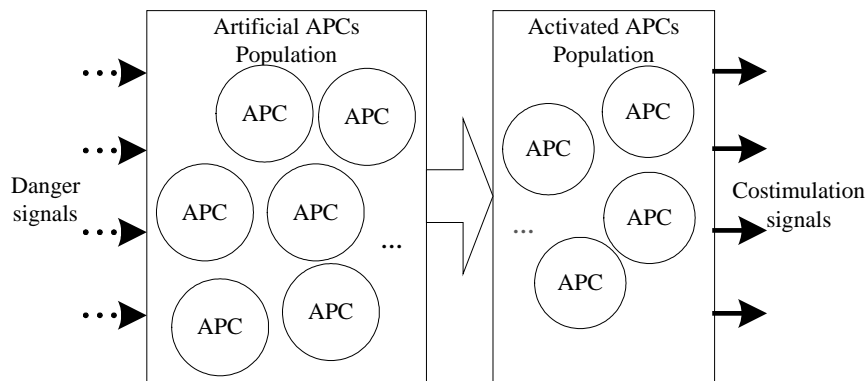 Artificial APCs
Population
APC
APC
APC
APC
...
APC
APC
Danger
signals
Activated APCs
Population
APC
APC
APC
...
APC
Costimulation
signals